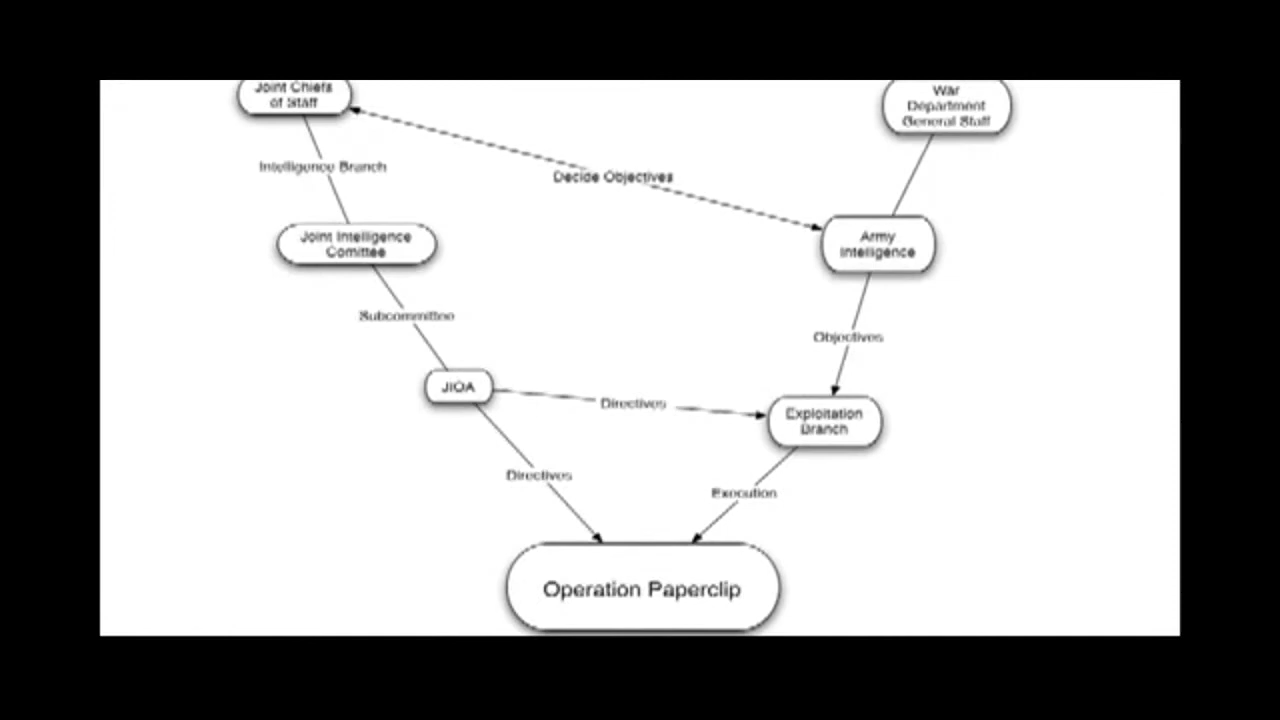 Joint Chiefs
of Staff
War
Department
General Staff
Intelligence Branch
Decide Objectives
Joint Intelligence
Comittee
Army
Intelligence
Subcommittee
Objectives
JIOA
Directives
Exploitation
Branch
Directives
Execution
Operation Paperclip